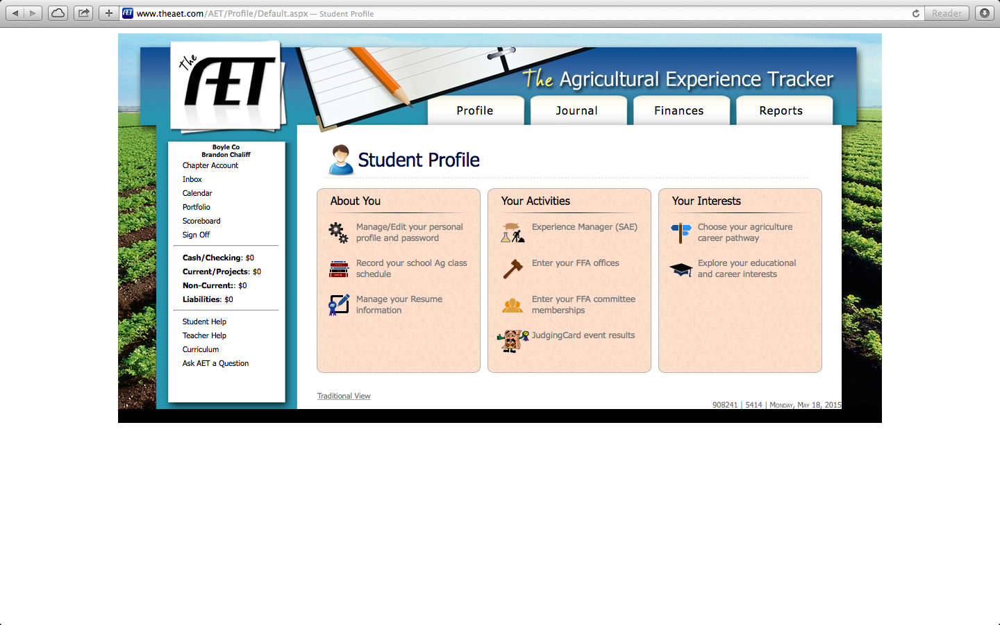 www.theaet.com/AET/Profile/Default.aspx — Student Profile
Reader
The
AET
The Agricultural Experience Tracker
Profile
Journal
Finances
Reports
Boyle Co
Brandon Chaliff
Chapter Account
Inbox
Calendar
Portfolio
Scoreboard
Sign Off
Cash/Checking: $0
Current/Projects: $0
Non-Current:: $0
Liabilities: $0
Student Help
Teacher Help
Curriculum
Ask AET a Question
Student Profile
About You
Manage/Edit your personal
profile and password
Record your school Ag class
schedule
Manage your Resume
information
Your Activities
Experience Manager (SAE)
Enter your FFA offices
Enter your FFA committee
memberships
JudgingCard event results
Your Interests
Choose your agriculture
career pathway
Explore your educational
and career interests
Traditional View
908241 | 5414 | Monday, May 18, 2015